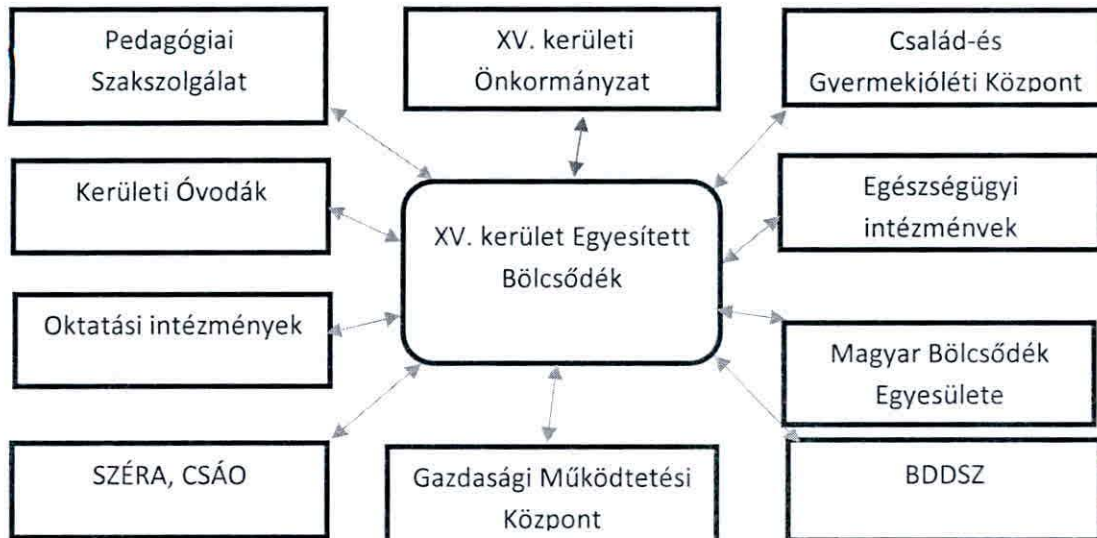 Pedagógiai
Szakszolgálat
XV. kerületi
Önkormányzat
Család-és
Gyermekjóléti Központ
Kerületi Óvodák
XV. kerület Egyesített
Bölcsődék
Egészségügyi
intézmények
Oktatási intézmények
Magyar Bölcsődék
Egyesülete
SZÉRA, CSÁO
Gazdasági Működtetési
Központ
BDDSZ